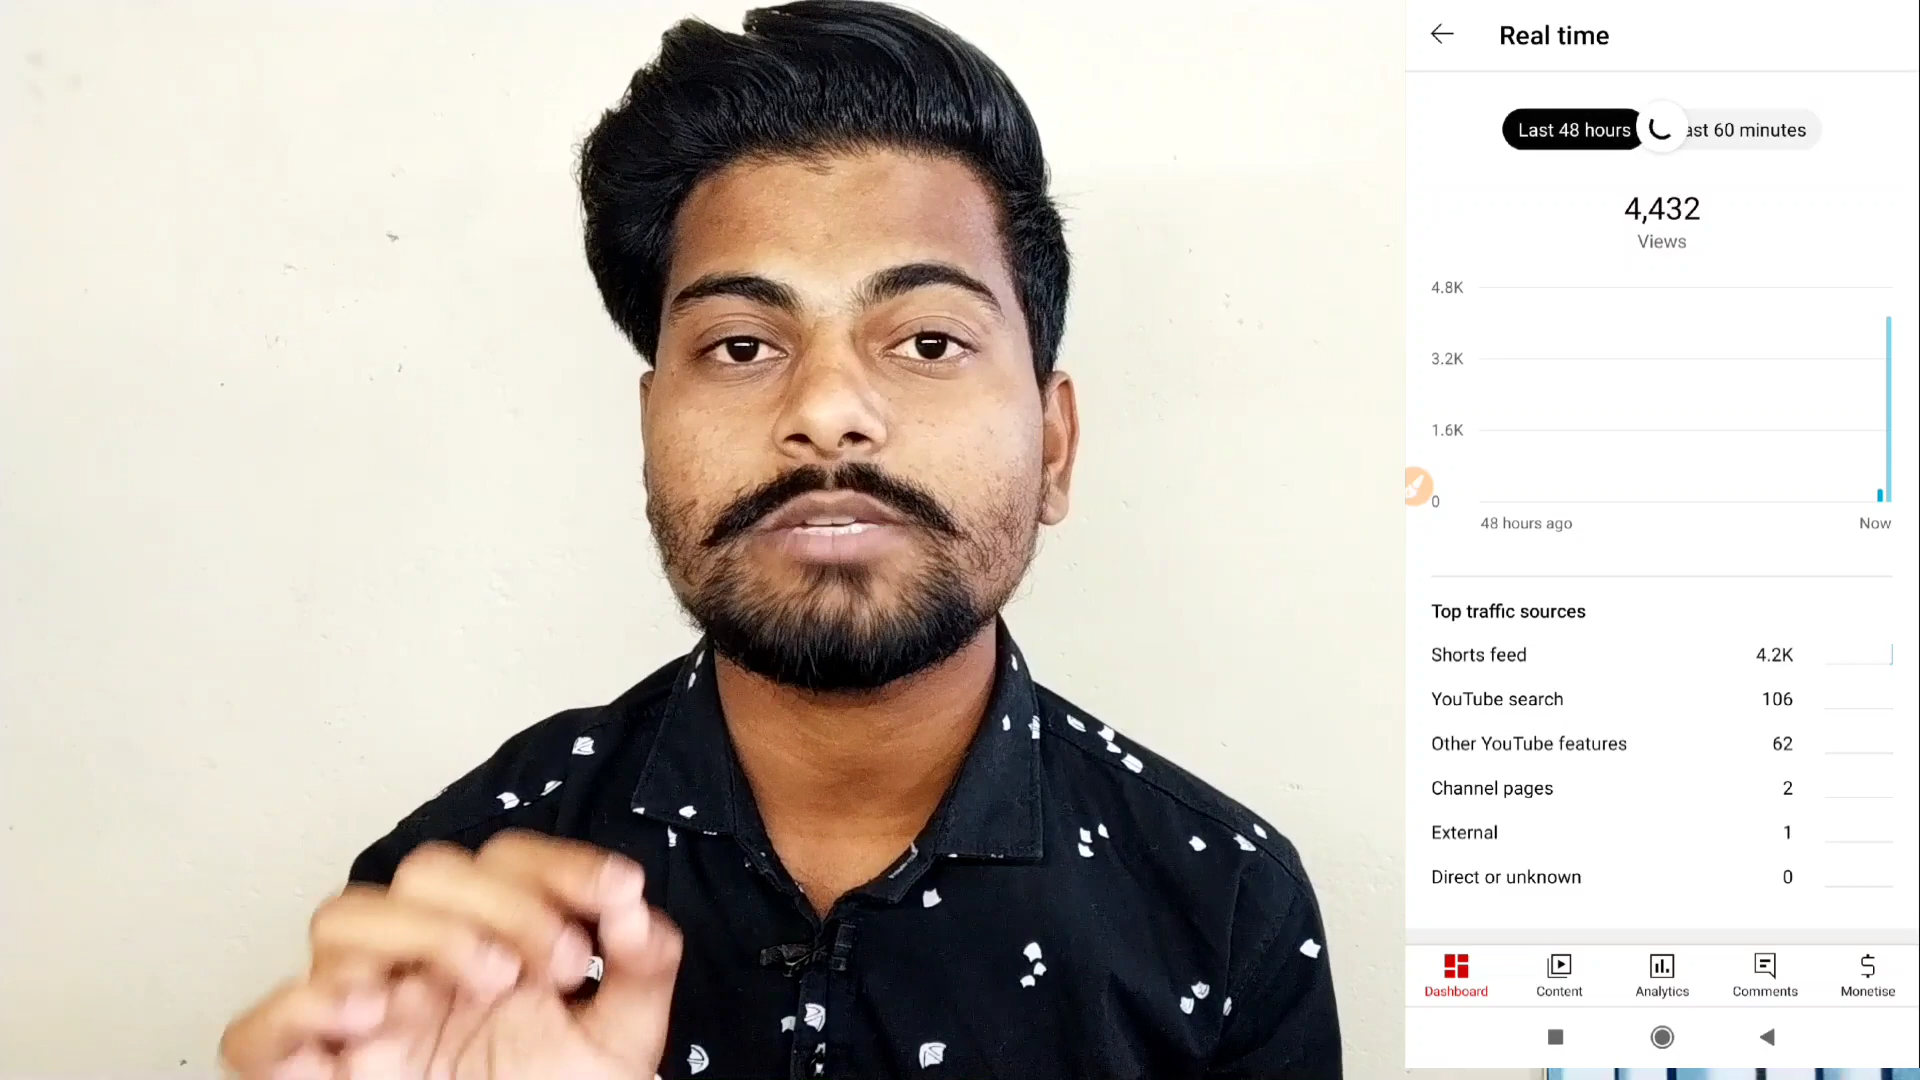 Real time
Last 48 hours
ast 60 minutes
4,432
Views
4.8K
3.2K
1.6K
0
48 hours ago
Now
Top traffic sources
Shorts feed 4.2K
YouTube search 106
Other YouTube features 62
Channel pages 2
External 1
Direct or unknown 0
Dashboard
Content
Analytics
Comments
Monetise